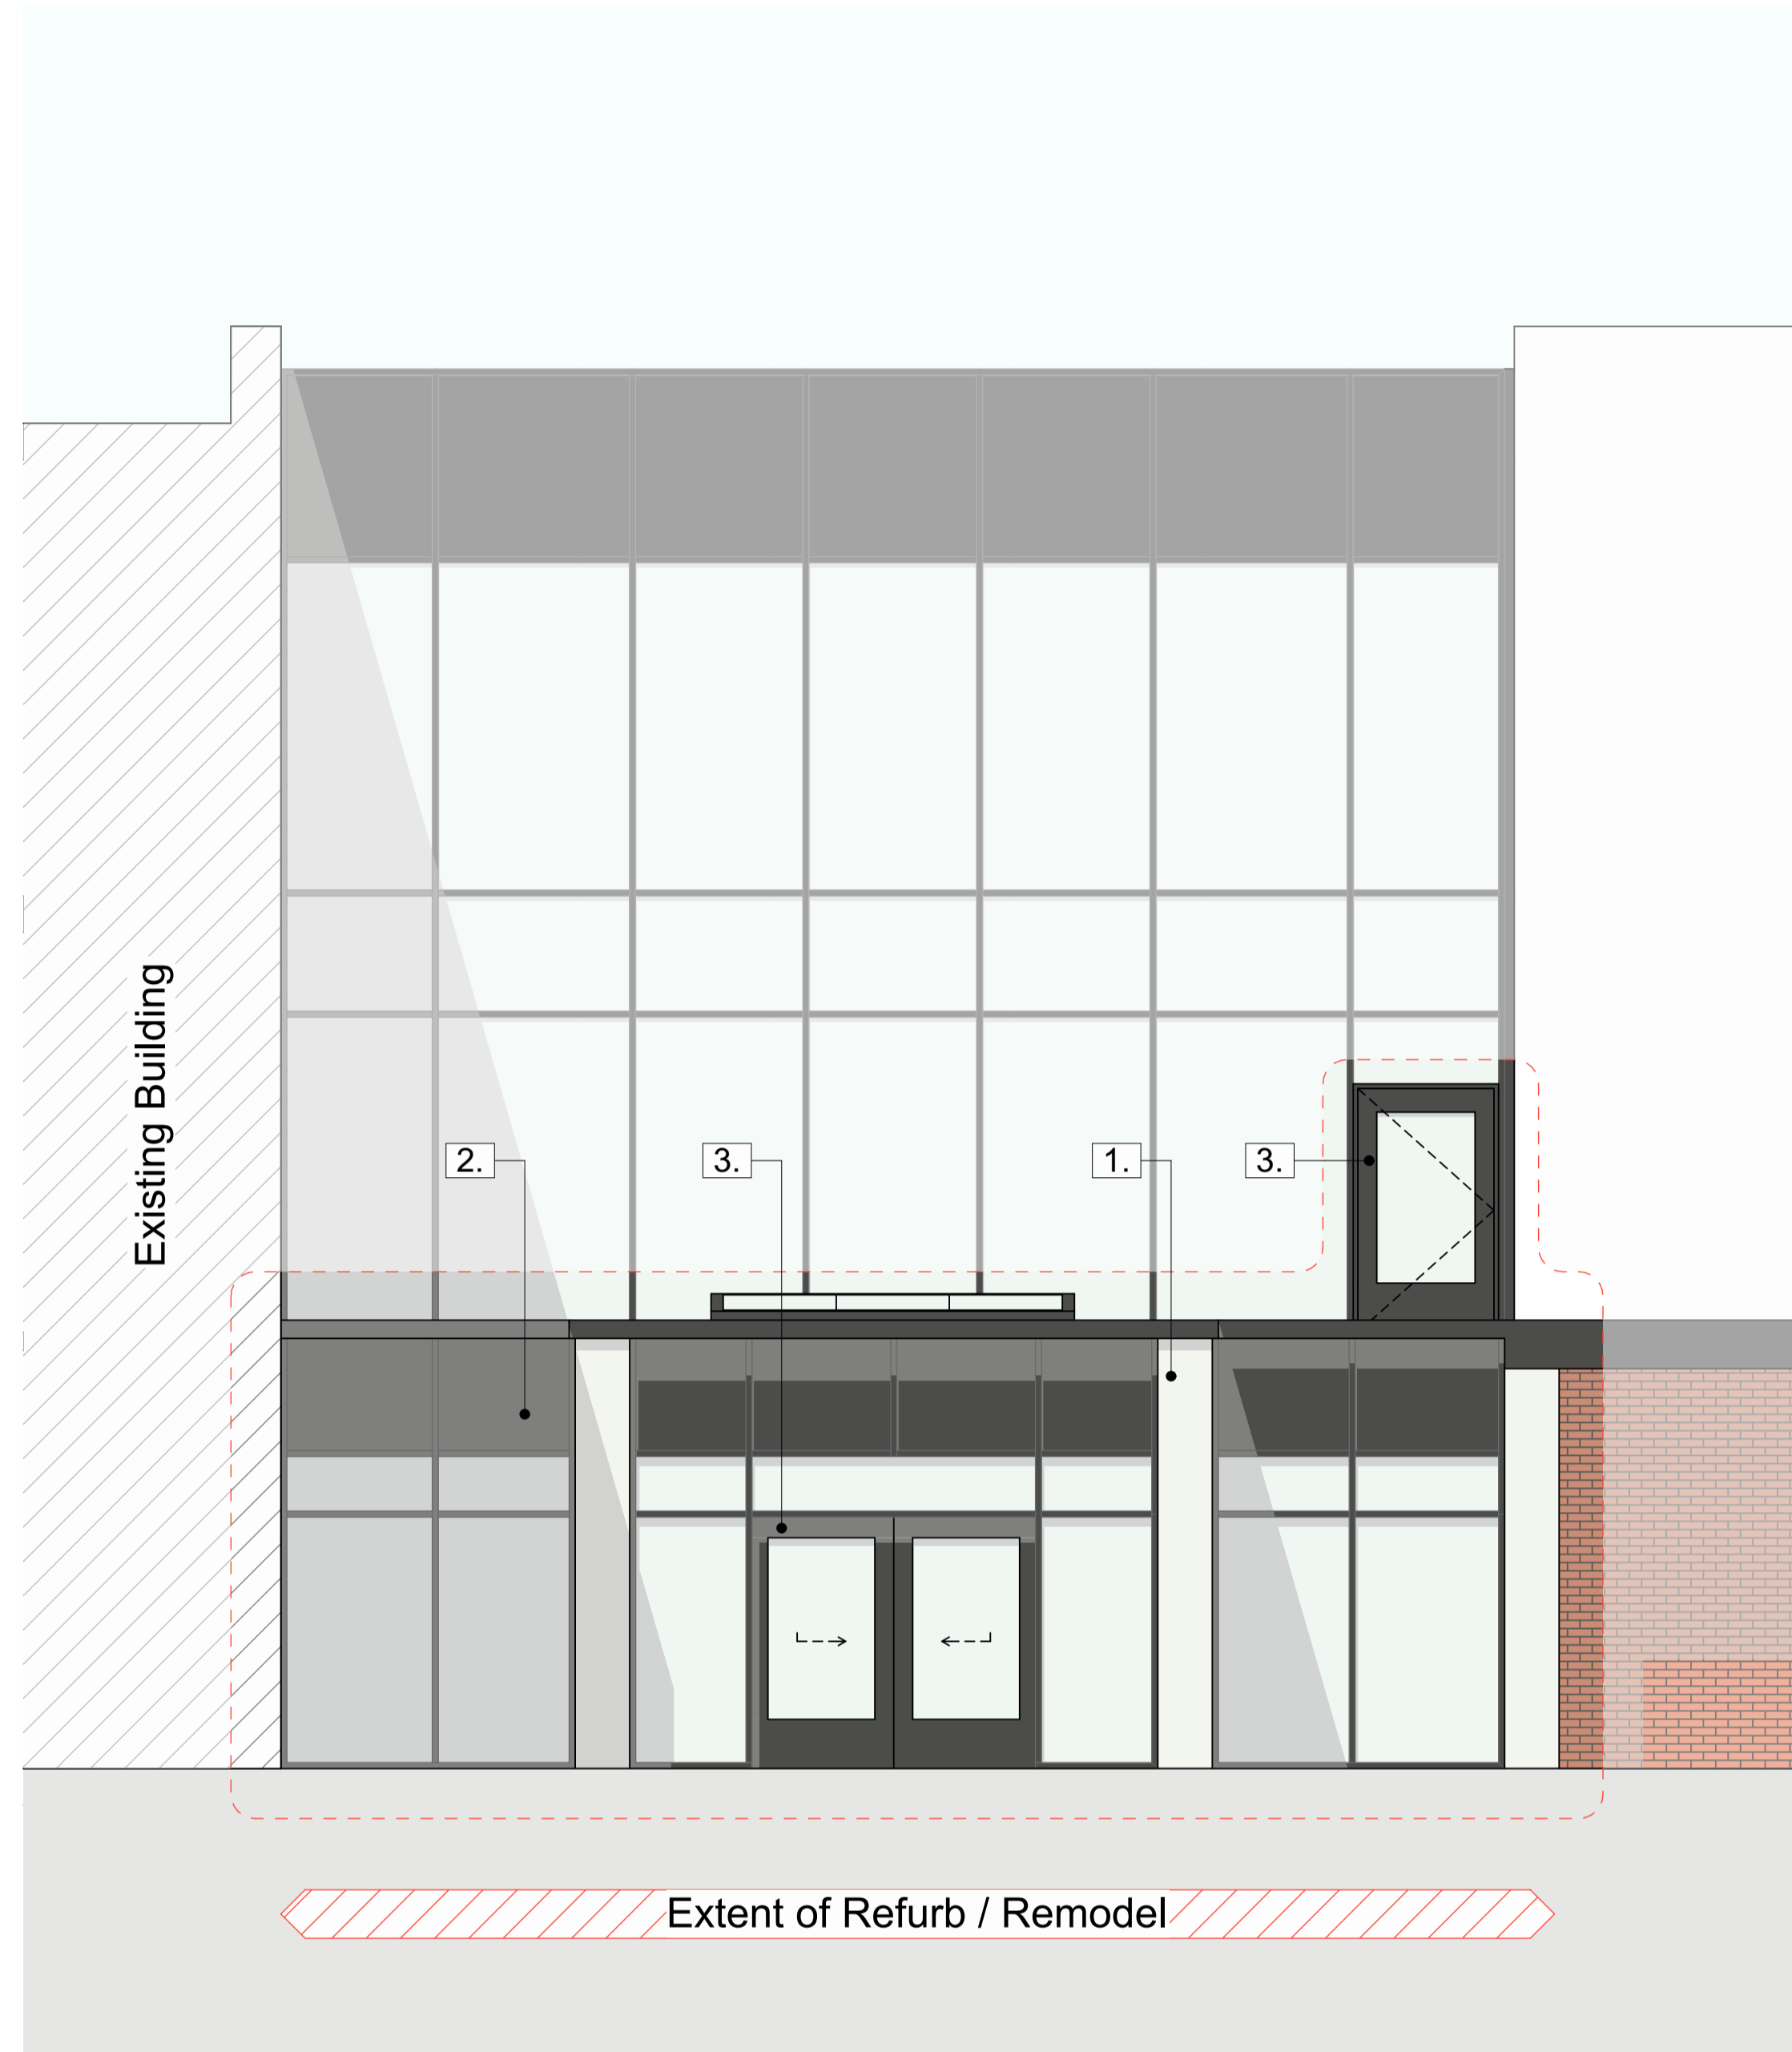 Existing Building
2.
3.
1.
3.
Extent of Refurb / Remodel